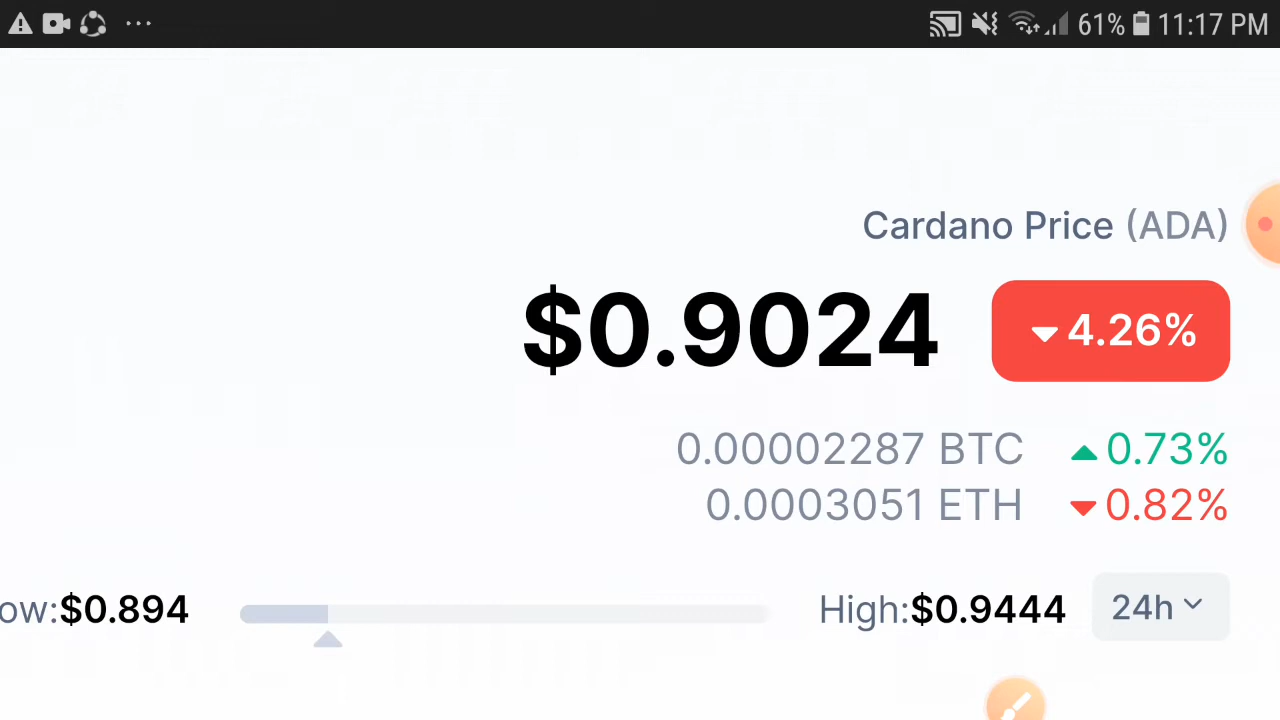 61% 11:17 PM
Cardano Price (ADA)
$0.9024 4.26%
0.00002287 BTC 0.73%
0.0003051 ETH 0.82%
ow:$0.894 High:$0.9444 24h